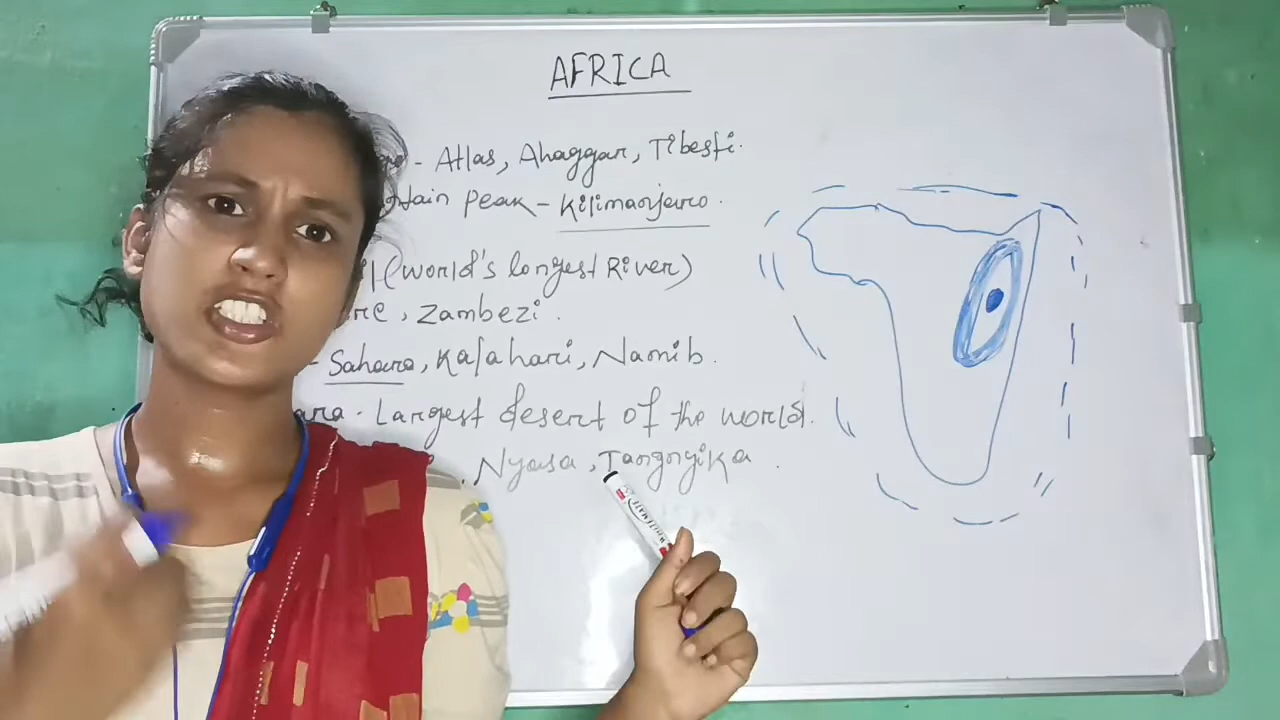 AFRICA
- Atlas, Ahaggar, Tibesti.
peak - Kilimanjaro.
(World's longest River)
, Zambezi.
- Sahara, Kalahari, Namib.
- Largest desert of the world.
, Nyasa, Tangnyika.